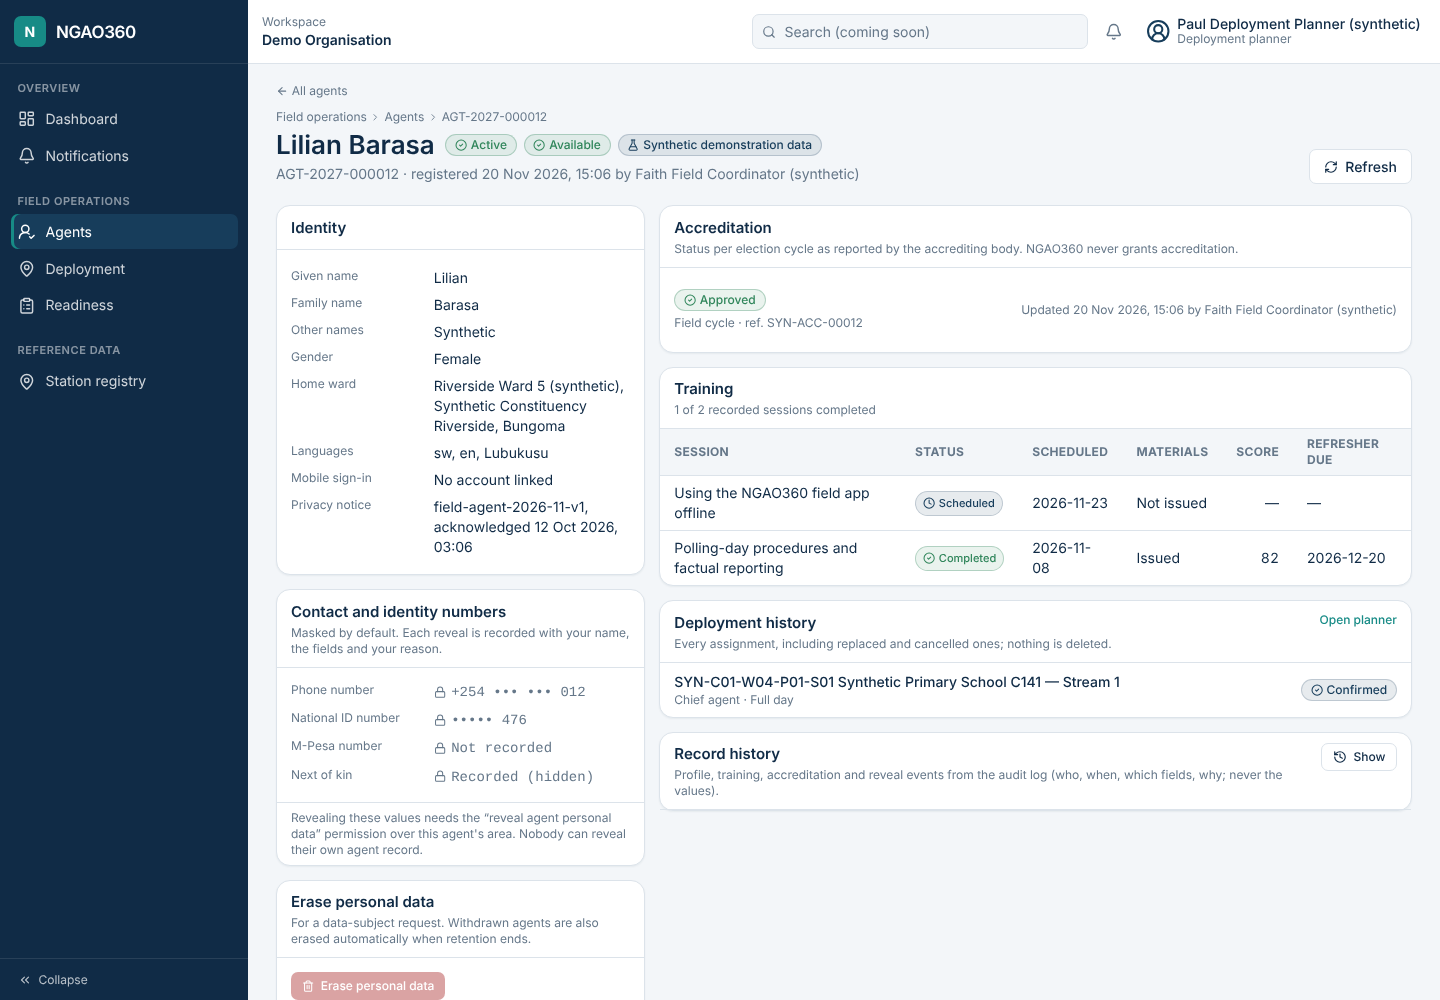 N NGAO360
OVERVIEW
Dashboard
Notifications
FIELD OPERATIONS
Agents
Deployment
Readiness
REFERENCE DATA
Station registry
Collapse
Workspace
Demo Organisation
Search (coming soon)
Paul Deployment Planner (synthetic)
Deployment planner
All agents
Field operations › Agents › AGT-2027-000012
Lilian Barasa Active Available Synthetic demonstration data
AGT-2027-000012 · registered 20 Nov 2026, 15:06 by Faith Field Coordinator (synthetic)
Refresh
Identity
Given name Lilian
Family name Barasa
Other names Synthetic
Gender Female
Home ward Riverside Ward 5 (synthetic),
Synthetic Constituency
Riverside, Bungoma
Languages sw, en, Lubukusu
Mobile sign-in No account linked
Privacy notice field-agent-2026-11-v1,
acknowledged 12 Oct 2026,
03:06
Contact and identity numbers
Masked by default. Each reveal is recorded with your name,
the fields and your reason.
Phone number +254 ••• ••• 012
National ID number ••••• 476
M-Pesa number Not recorded
Next of kin Recorded (hidden)
Revealing these values needs the “reveal agent personal
data” permission over this agent's area. Nobody can reveal
their own agent record.
Erase personal data
For a data-subject request. Withdrawn agents are also
erased automatically when retention ends.
Erase personal data
Accreditation
Status per election cycle as reported by the accrediting body. NGAO360 never grants accreditation.
Approved
Field cycle · ref. SYN-ACC-00012
Updated 20 Nov 2026, 15:06 by Faith Field Coordinator (synthetic)
Training
1 of 2 recorded sessions completed
SESSION STATUS SCHEDULED MATERIALS SCORE REFRESHER
DUE
Using the NGAO360 field app
offline
Scheduled 2026-11-23 Not issued — —
Polling-day procedures and
factual reporting
Completed 2026-11-
08
Issued 82 2026-12-20
Deployment history
Open planner
Every assignment, including replaced and cancelled ones; nothing is deleted.
SYN-C01-W04-P01-S01 Synthetic Primary School C141 — Stream 1
Chief agent · Full day
Confirmed
Record history
Show
Profile, training, accreditation and reveal events from the audit log (who, when, which fields, why; never the
values).